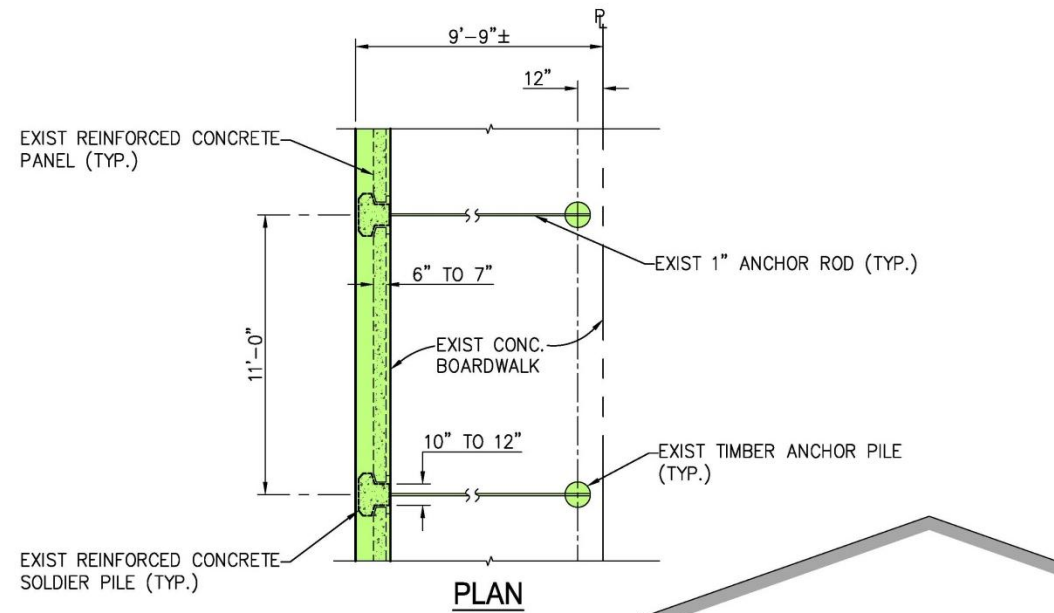 ℄
9'-9"±
12"
EXIST REINFORCED CONCRETE
PANEL (TYP.)
EXIST 1" ANCHOR ROD (TYP.)
6" TO 7"
11'-0"
EXIST CONC.
BOARDWALK
10" TO 12"
EXIST TIMBER ANCHOR PILE
(TYP.)
EXIST REINFORCED CONCRETE
SOLDIER PILE (TYP.)
PLAN